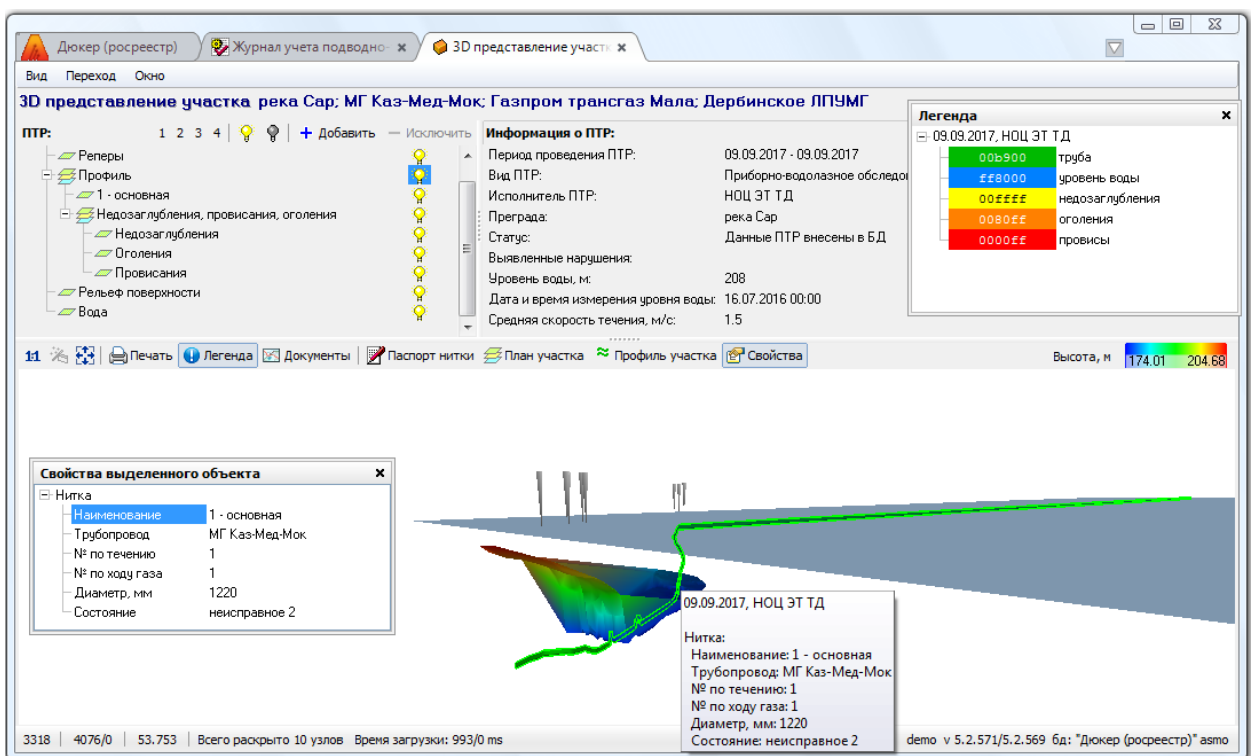 Дюкер (росреестр)
Журнал учета подводно-
3D представление участк
Вид Переход Окно
3D представление участка река Сар; МГ Каз-Мед-Мок; Газпром трансгаз Мала; Дербинское ЛПУМГ
ПТР: 1 2 3 4 Добавить Исключить
Реперы
Профиль
1 - основная
Недозаглубления, провисания, оголения
Недозаглубления
Оголения
Провисания
Рельеф поверхности
Вода
Информация о ПТР:
Период проведения ПТР: 09.09.2017 - 09.09.2017
Вид ПТР: Приборно-водолазное обследо
Исполнитель ПТР: НОЦ ЭТ ТД
Преграда: река Сар
Статус: Данные ПТР внесены в БД
Выявленные нарушения:
Уровень воды, м: 208
Дата и время измерения уровня воды: 16.07.2016 00:00
Средняя скорость течения, м/с: 1.5
Легенда
09.09.2017, НОЦ ЭТ ТД
00b900 труба
ff8000 уровень воды
00ffff недозаглубления
0080ff оголения
0000ff провисы
1:1 Печать Легенда Документы Паспорт нитки План участка Профиль участка Свойства Высота, м 174.01 204.68
Свойства выделенного объекта
Нитка
Наименование 1 - основная
Трубопровод МГ Каз-Мед-Мок
№ по течению 1
№ по ходу газа 1
Диаметр, мм 1220
Состояние неисправное 2
09.09.2017, НОЦ ЭТ ТД
Нитка:
Наименование: 1 - основная
Трубопровод: МГ Каз-Мед-Мок
№ по течению: 1
№ по ходу газа: 1
Диаметр, мм: 1220
Состояние: неисправное 2
3318 4076/0 53.753 Всего раскрыто 10 узлов Время загрузки: 993/0 ms demo v 5.2.571/5.2.569 бд: "Дюкер (росреестр)" asmo